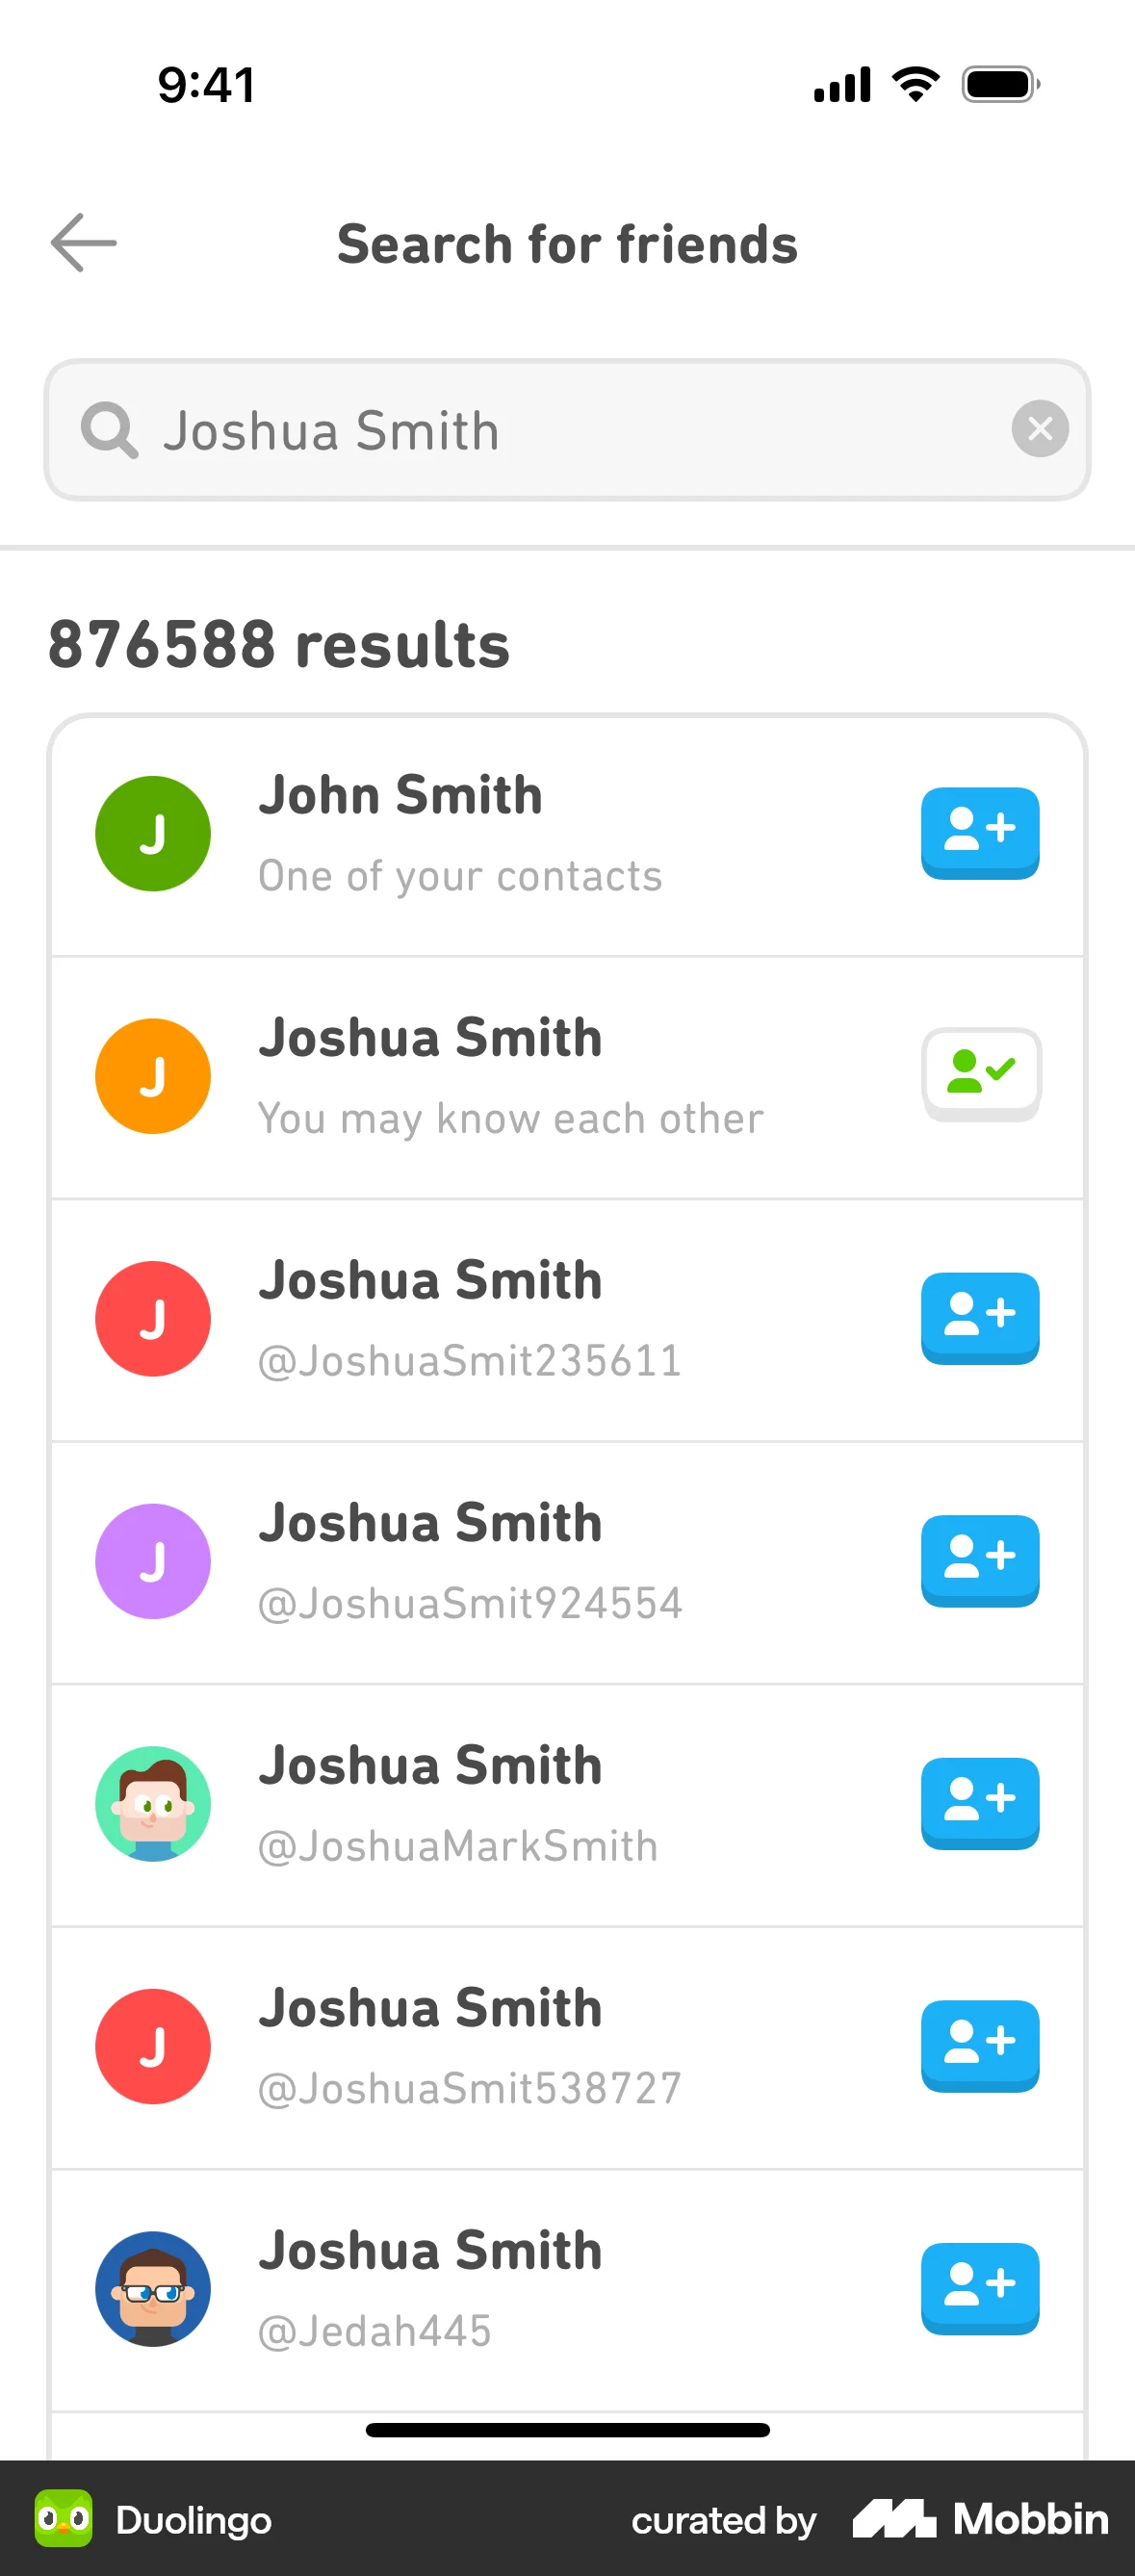 9:41
Search for friends
Joshua Smith
876588 results
J
John Smith
One of your contacts
J
Joshua Smith
You may know each other
J
Joshua Smith
@JoshuaSmit235611
J
Joshua Smith
@JoshuaSmit924554
Joshua Smith
@JoshuaMarkSmith
J
Joshua Smith
@JoshuaSmit538727
Joshua Smith
@Jedah445
Duolingo
curated by Mobbin